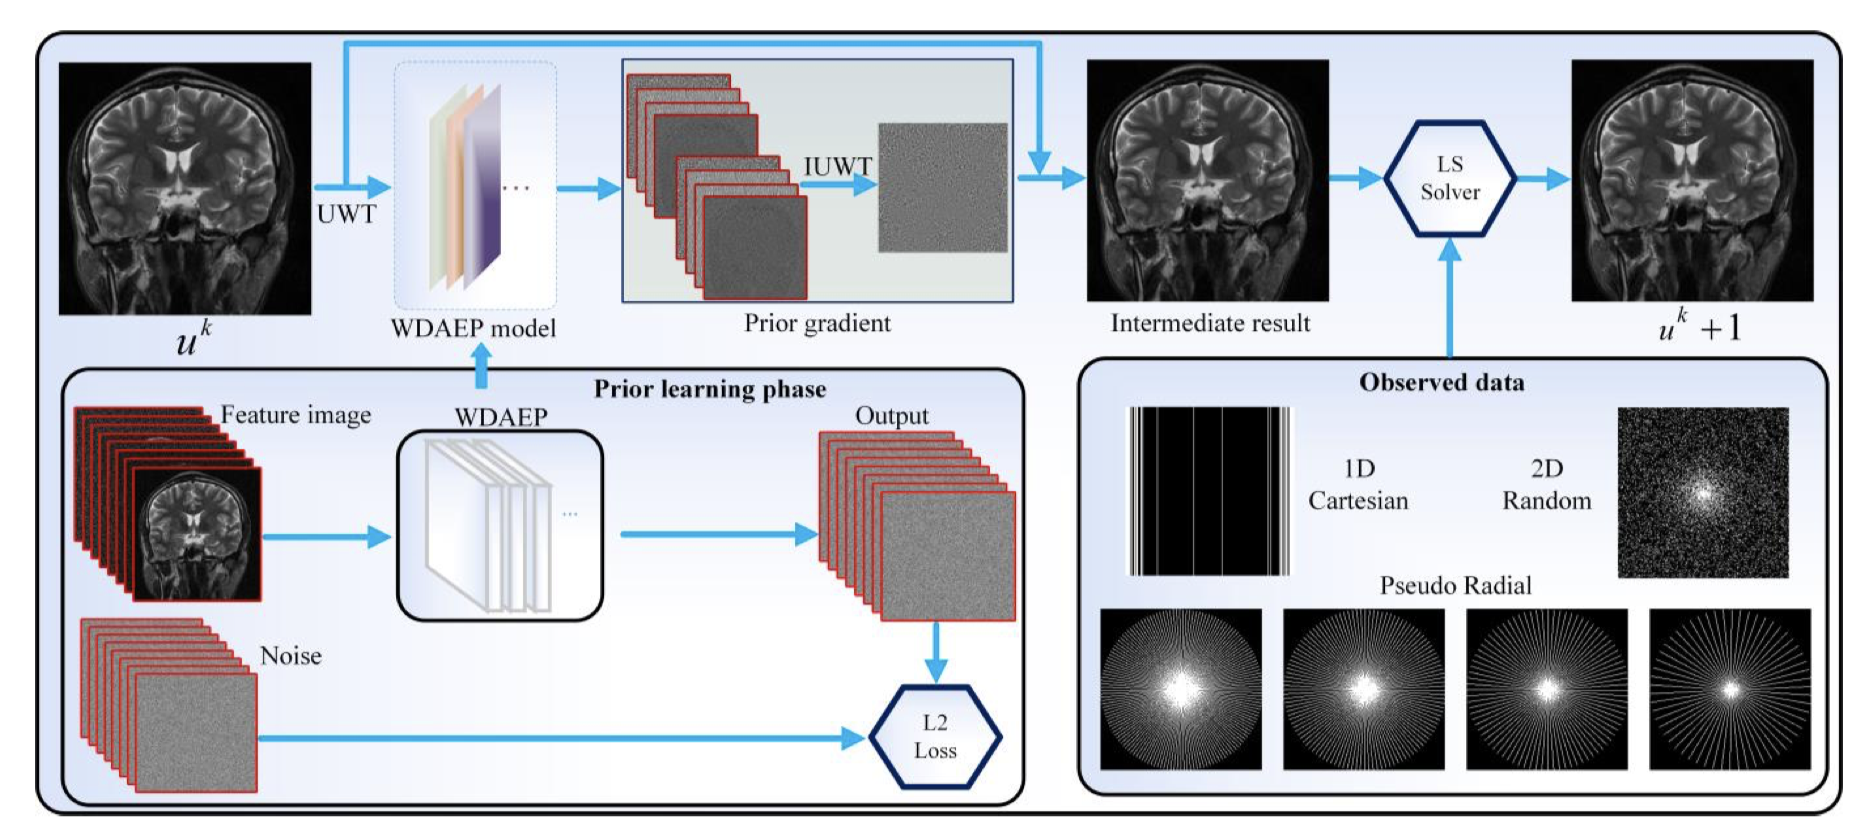 UWT
IUWT
LS
Solver
u^k
WDAEP model
Prior gradient
Intermediate result
u^k +1
Prior learning phase
Feature image
WDAEP
Output
...
Noise
L2
Loss
Observed data
1D
Cartesian
2D
Random
Pseudo Radial